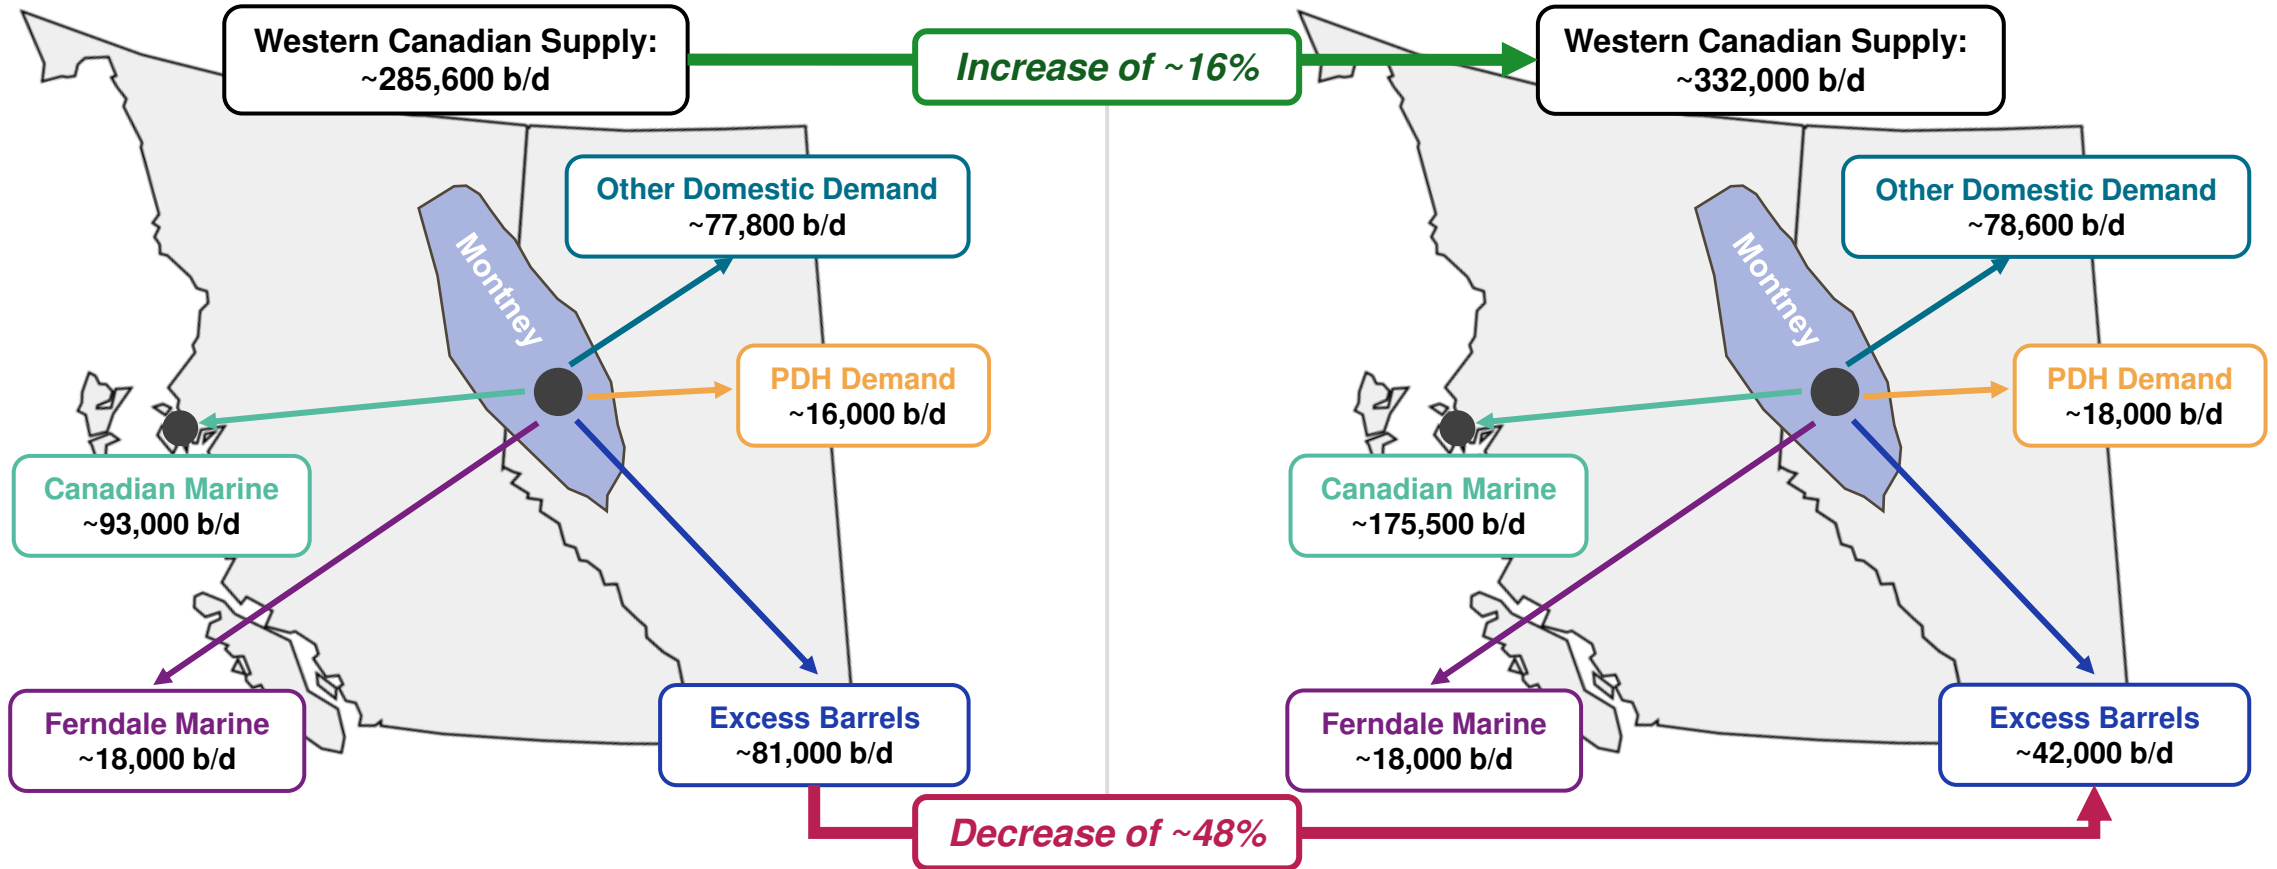 Western Canadian Supply:
~285,600 b/d
Increase of ~16%
Western Canadian Supply:
~332,000 b/d
Other Domestic Demand
~77,800 b/d
Montney
PDH Demand
~16,000 b/d
Canadian Marine
~93,000 b/d
Ferndale Marine
~18,000 b/d
Excess Barrels
~81,000 b/d
Other Domestic Demand
~78,600 b/d
Montney
PDH Demand
~18,000 b/d
Canadian Marine
~175,500 b/d
Ferndale Marine
~18,000 b/d
Excess Barrels
~42,000 b/d
Decrease of ~48%